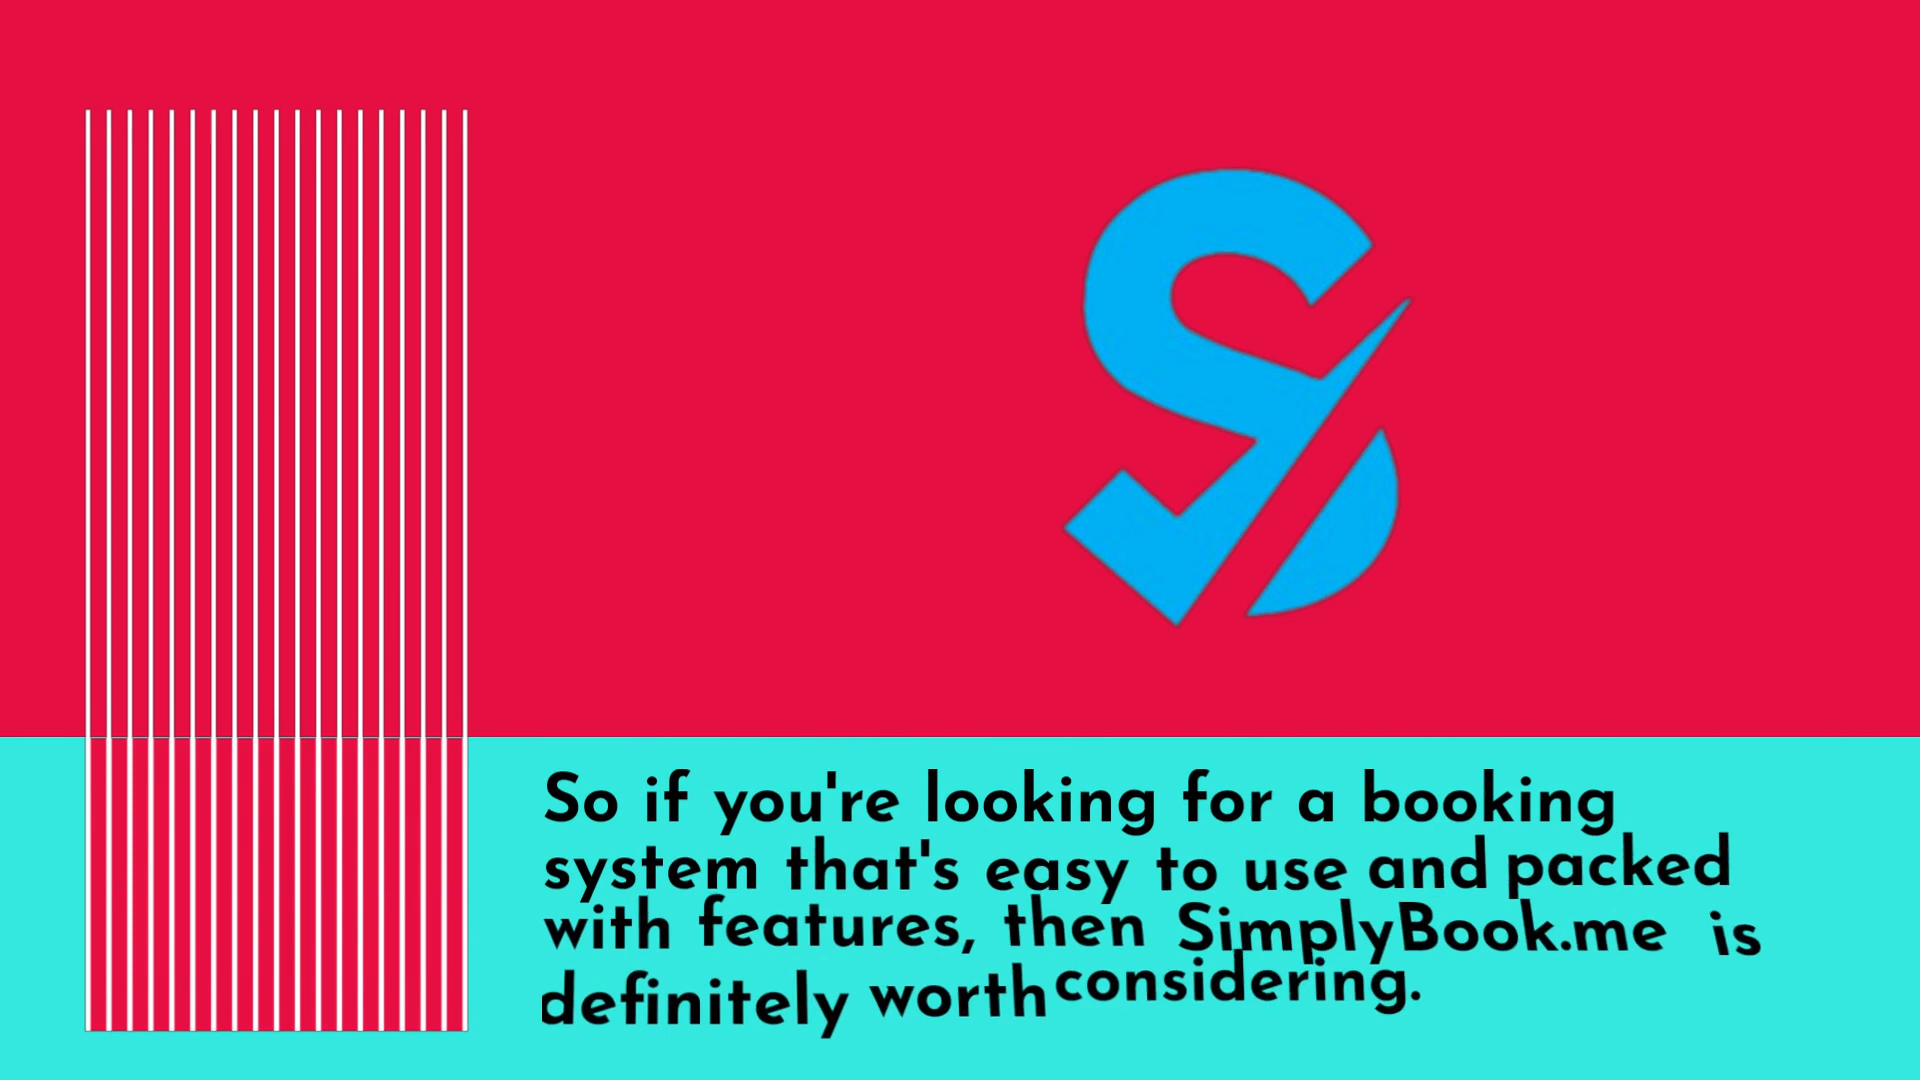 So if you're looking for a booking
system that's easy to use and packed
with features, then SimplyBook.me is
definitely worth considering.